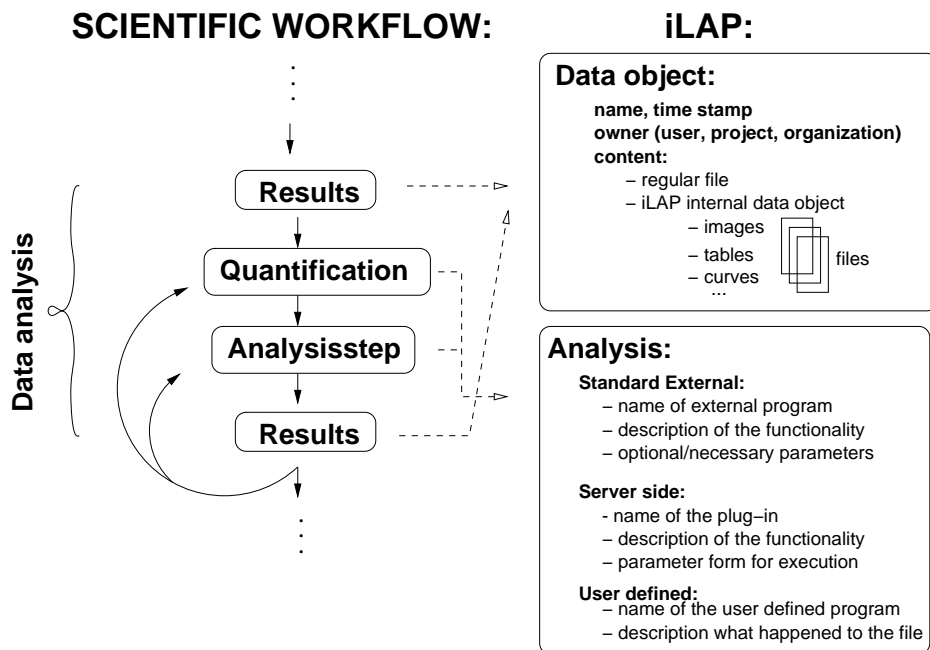 SCIENTIFIC WORKFLOW:
Data analysis
Results
Quantification
Analysisstep
Results
iLAP:
Data object:
name, time stamp
owner (user, project, organization)
content:
– regular file
– iLAP internal data object
– images
– tables
– curves
...
files
Analysis:
Standard External:
– name of external program
– description of the functionality
– optional/necessary parameters
Server side:
- name of the plug–in
– description of the functionality
– parameter form for execution
User defined:
– name of the user defined program
– description what happened to the file